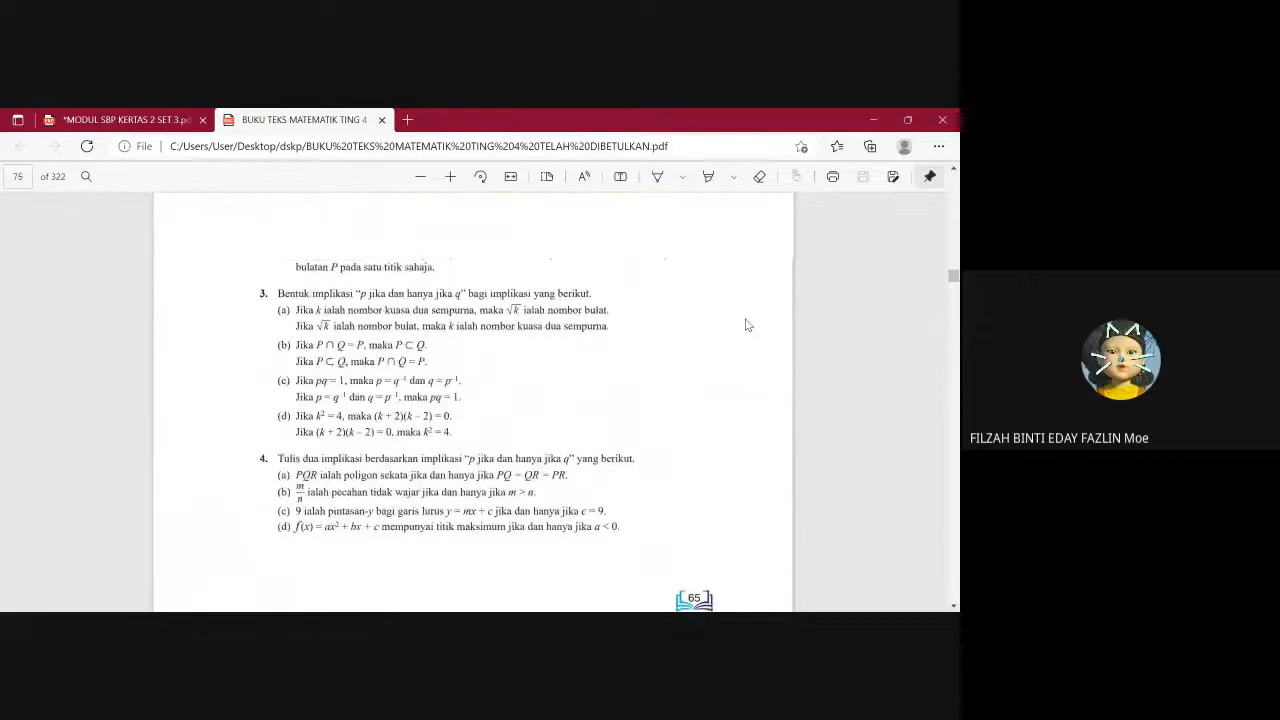 *MODUL SBP KERTAS 2 SET 3.pd
BUKU TEKS MATEMATIK TING 4
File
C:/Users/User/Desktop/dskp/BUKU%20TEKS%20MATEMATIK%20TING%204%20TELAH%20DIBETULKAN.pdf
75 of 322
bulatan P pada satu titik sahaja.
3. Bentuk implikasi “p jika dan hanya jika q” bagi implikasi yang berikut.
(a) Jika k ialah nombor kuasa dua sempurna, maka √k ialah nombor bulat.
Jika √k ialah nombor bulat, maka k ialah nombor kuasa dua sempurna.
(b) Jika P ∩ Q = P, maka P ⊂ Q.
Jika P ⊂ Q, maka P ∩ Q = P.
(c) Jika pq = 1, maka p = q⁻¹ dan q = p⁻¹.
Jika p = q⁻¹ dan q = p⁻¹, maka pq = 1.
(d) Jika k² = 4, maka (k + 2)(k – 2) = 0.
Jika (k + 2)(k – 2) = 0, maka k² = 4.
4. Tulis dua implikasi berdasarkan implikasi “p jika dan hanya jika q” yang berikut.
(a) PQR ialah poligon sekata jika dan hanya jika PQ = QR = PR.
(b) m/n ialah pecahan tidak wajar jika dan hanya jika m > n.
(c) 9 ialah pintasan-y bagi garis lurus y = mx + c jika dan hanya jika c = 9.
(d) f(x) = ax² + bx + c mempunyai titik maksimum jika dan hanya jika a < 0.
65
FILZAH BINTI EDAY FAZLIN Moe